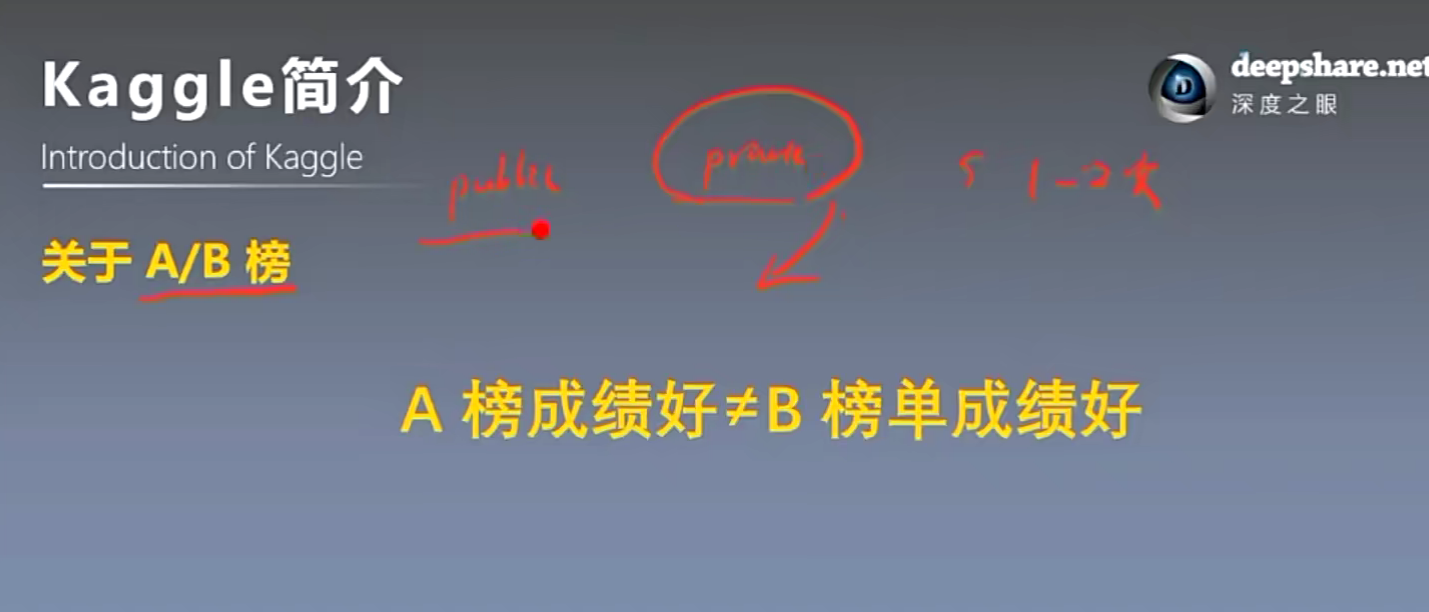 Kaggle简介
deepshare.net
深度之眼
Introduction of Kaggle
public
private
5 1-2次
关于 A/B 榜
A 榜成绩好≠B 榜单成绩好